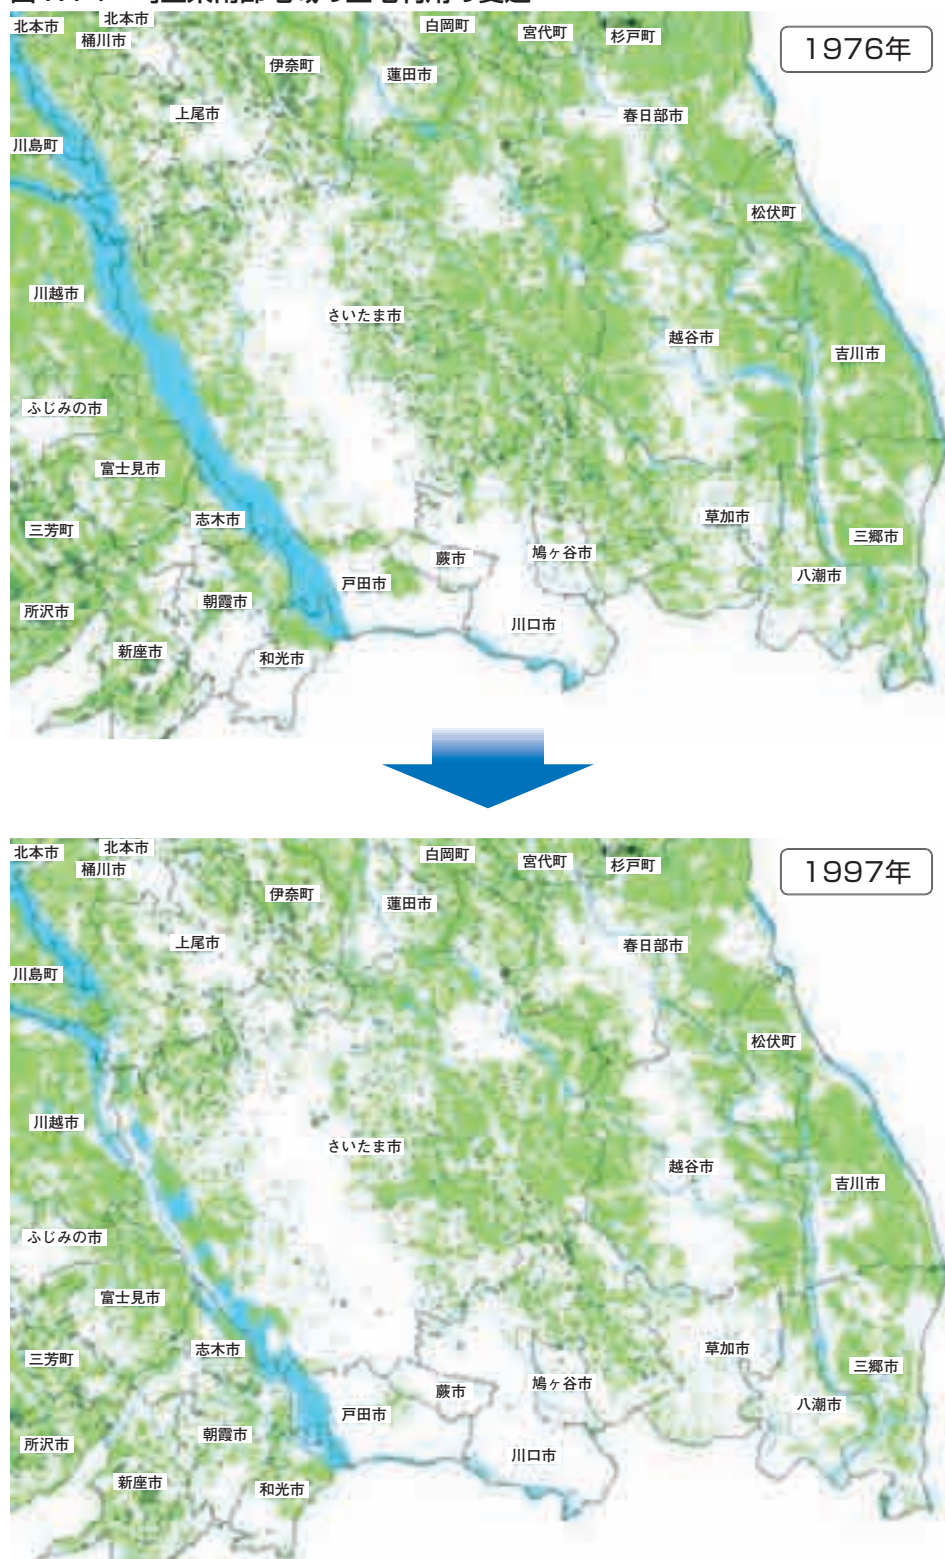 北本市
北本市
桶川市
白岡町
宮代町
杉戸町
1976年
伊奈町
蓮田市
上尾市
春日部市
川島町
松伏町
川越市
さいたま市
越谷市
吉川市
ふじみの市
富士見市
志木市
草加市
三芳町
三郷市
蕨市
鳩ヶ谷市
戸田市
八潮市
朝霞市
所沢市
川口市
新座市
和光市
北本市
北本市
桶川市
白岡町
宮代町
杉戸町
1997年
伊奈町
蓮田市
上尾市
春日部市
川島町
松伏町
川越市
さいたま市
越谷市
吉川市
ふじみの市
富士見市
志木市
草加市
三芳町
三郷市
蕨市
鳩ヶ谷市
戸田市
八潮市
朝霞市
所沢市
川口市
新座市
和光市